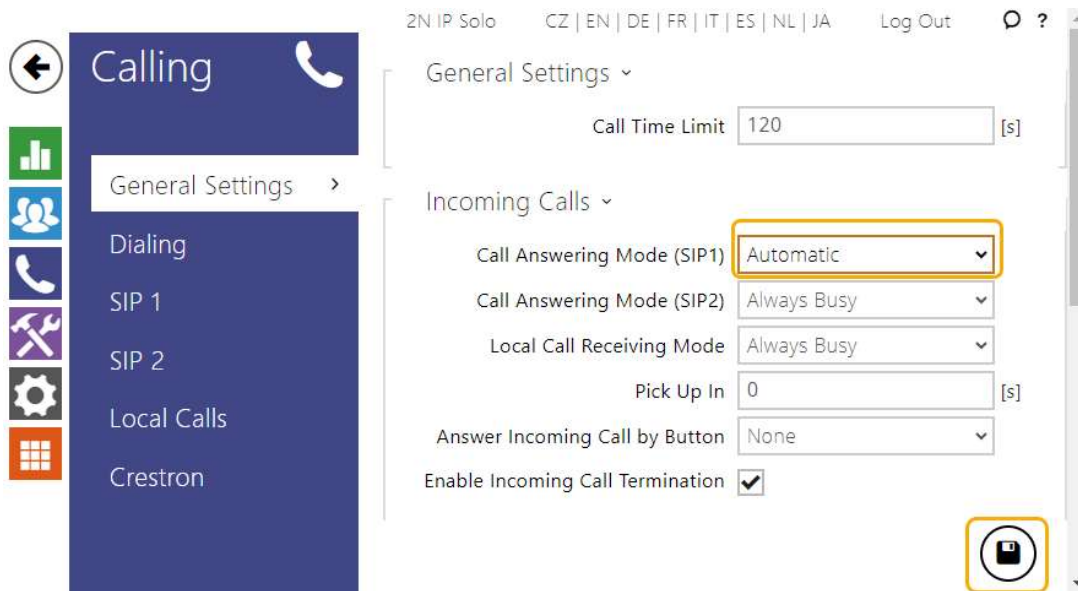 2N IP Solo CZ | EN | DE | FR | IT | ES | NL | JA Log Out ?
Calling
General Settings
Dialing
SIP 1
SIP 2
Local Calls
Crestron
General Settings
Call Time Limit 120 [s]
Incoming Calls
Call Answering Mode (SIP1) Automatic
Call Answering Mode (SIP2) Always Busy
Local Call Receiving Mode Always Busy
Pick Up In 0 [s]
Answer Incoming Call by Button None
Enable Incoming Call Termination